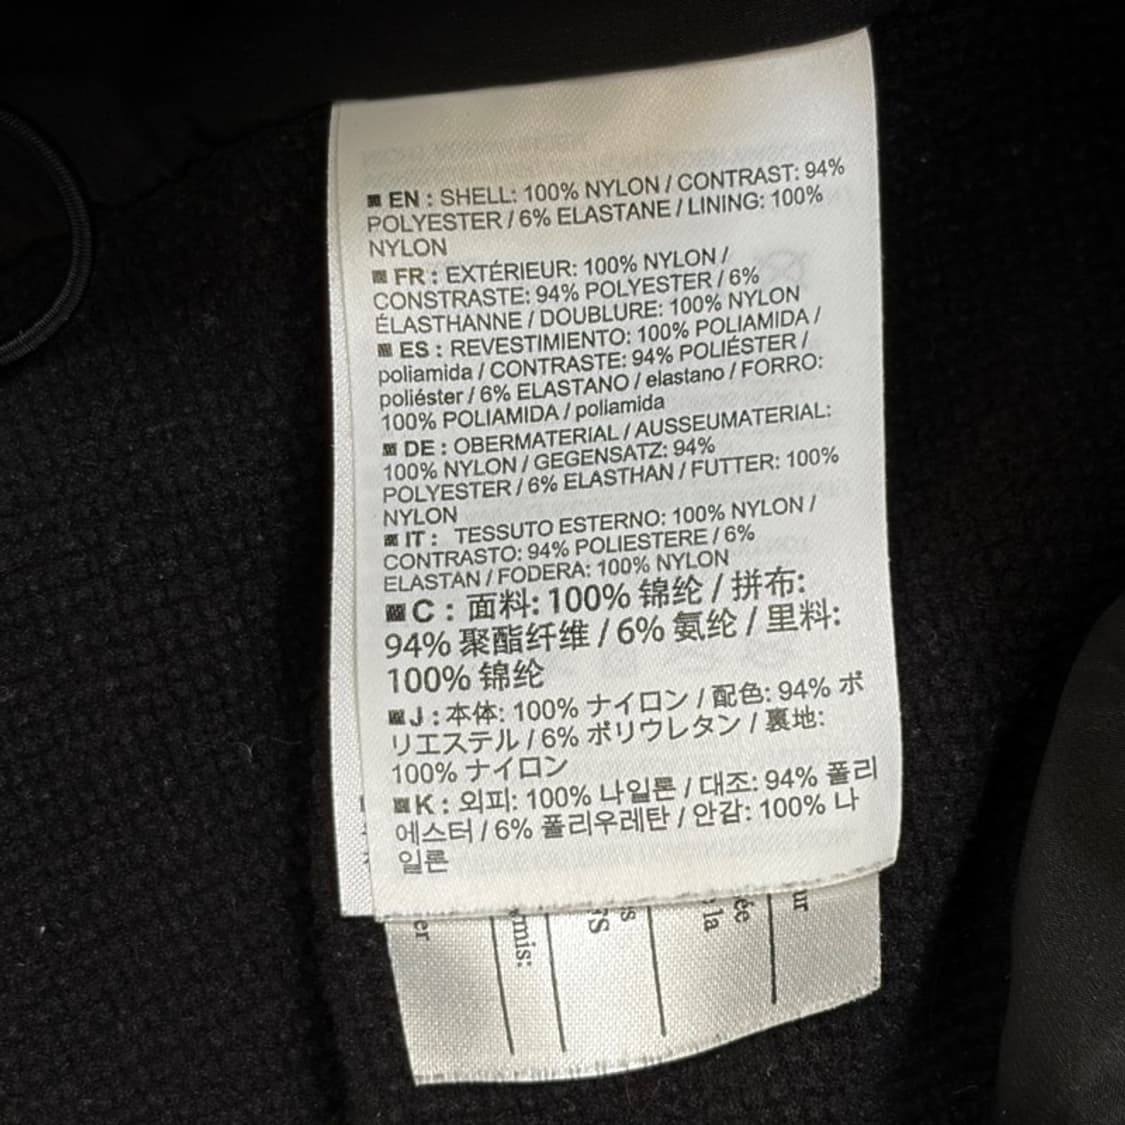 EN : SHELL: 100% NYLON / CONTRAST: 94%
POLYESTER / 6% ELASTANE / LINING: 100%
NYLON
FR : EXTÉRIEUR: 100% NYLON /
CONSTRASTE: 94% POLYESTER / 6%
ÉLASTHANNE / DOUBLURE: 100% NYLON
ES : REVESTIMIENTO: 100% POLIAMIDA /
poliamida / CONTRASTE: 94% POLIÉSTER /
poliéster / 6% ELASTANO / elastano / FORRO:
100% POLIAMIDA / poliamida
DE : OBERMATERIAL / AUSSEUMATERIAL:
100% NYLON / GEGENSATZ: 94%
POLYESTER / 6% ELASTHAN / FUTTER: 100%
NYLON
IT : TESSUTO ESTERNO: 100% NYLON /
CONTRASTO: 94% POLIESTERE / 6%
ELASTAN / FODERA: 100% NYLON
C : 面料: 100% 锦纶 / 拼布:
94% 聚酯纤维 / 6% 氨纶 / 里料:
100% 锦纶
J : 本体: 100% ナイロン / 配色: 94% ポ
リエステル / 6% ポリウレタン / 裏地:
100% ナイロン
K : 외피: 100% 나일론 / 대조: 94% 폴리
에스터 / 6% 폴리우레탄 / 안감: 100% 나
일론
la